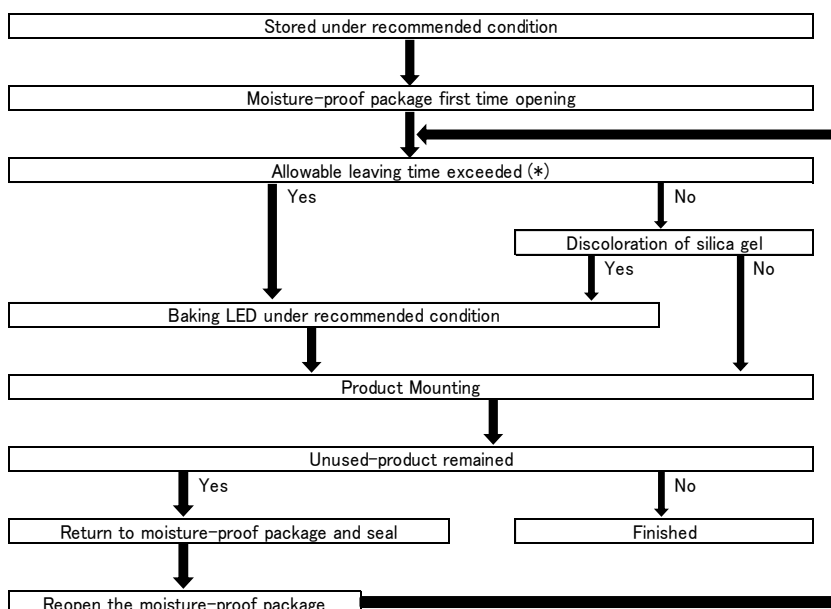 Stored under recommended condition
Moisture-proof package first time opening
Allowable leaving time exceeded (*)
Yes
No
Discoloration of silica gel
Yes
No
Baking LED under recommended condition
Product Mounting
Unused-product remained
Yes
No
Return to moisture-proof package and seal
Finished
Reopen the moisture-proof package